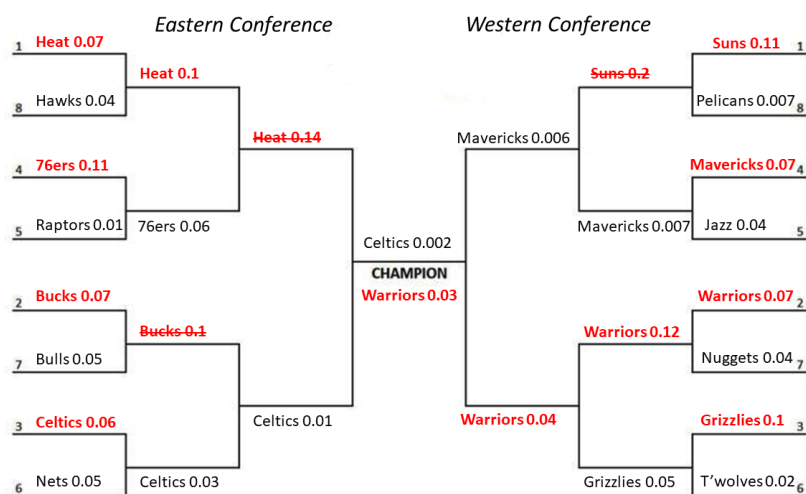 Eastern Conference
Western Conference
1
Heat 0.07
Heat 0.1
Hawks 0.04
8
Heat 0.14
4
76ers 0.11
Raptors 0.01
76ers 0.06
5
Celtics 0.002
CHAMPION
Warriors 0.03
2
Bucks 0.07
Bucks 0.1
Bulls 0.05
7
Celtics 0.01
3
Celtics 0.06
Nets 0.05
Celtics 0.03
6
Suns 0.11
1
Suns 0.2
Pelicans 0.007
8
Mavericks 0.006
Mavericks 0.07
4
Mavericks 0.007
Jazz 0.04
5
Warriors 0.07
2
Warriors 0.12
Nuggets 0.04
7
Warriors 0.04
Grizzlies 0.1
3
Grizzlies 0.05
T'wolves 0.02
6